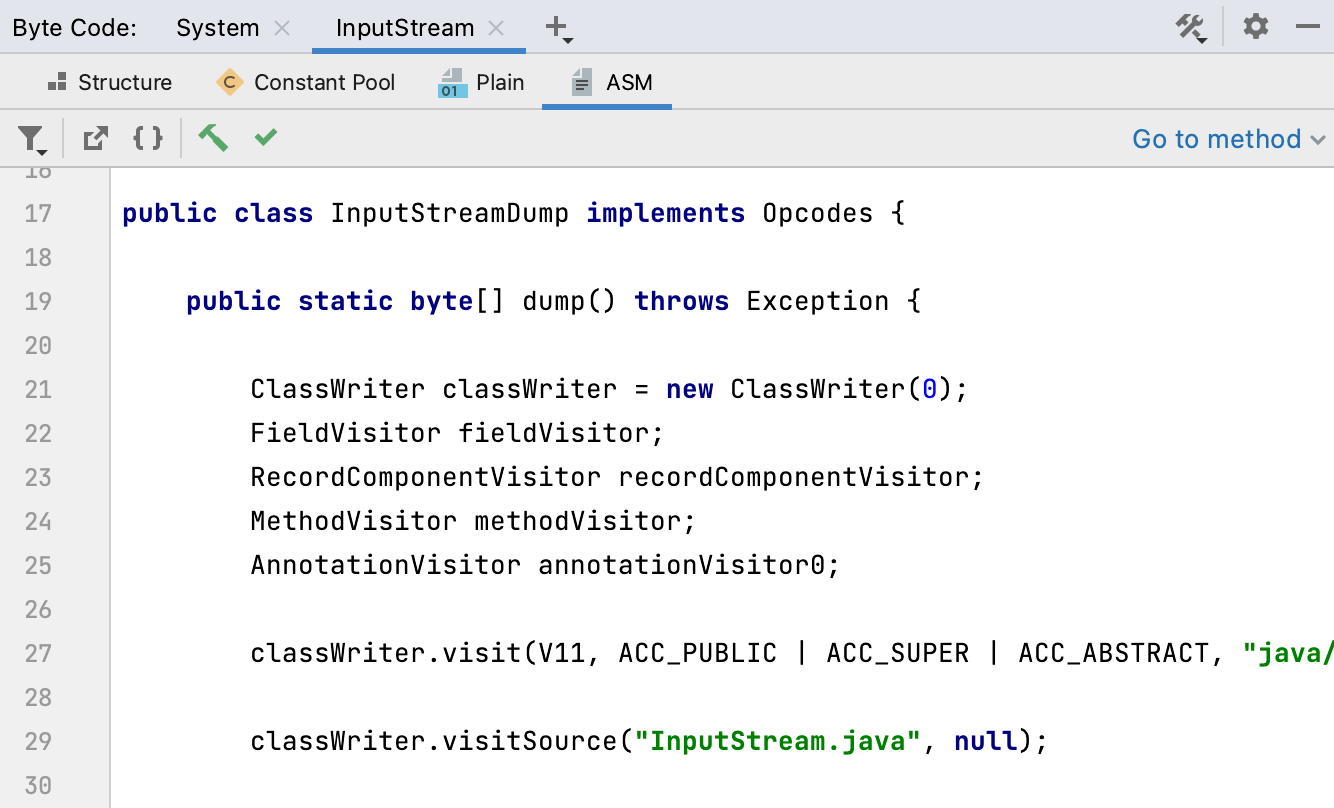 Byte Code: System InputStream
Structure C Constant Pool 01 Plain ASM
Go to method
16
17 public class InputStreamDump implements Opcodes {
18
19 public static byte[] dump() throws Exception {
20
21 ClassWriter classWriter = new ClassWriter(0);
22 FieldVisitor fieldVisitor;
23 RecordComponentVisitor recordComponentVisitor;
24 MethodVisitor methodVisitor;
25 AnnotationVisitor annotationVisitor0;
26
27 classWriter.visit(V11, ACC_PUBLIC | ACC_SUPER | ACC_ABSTRACT, "java/
28
29 classWriter.visitSource("InputStream.java", null);
30